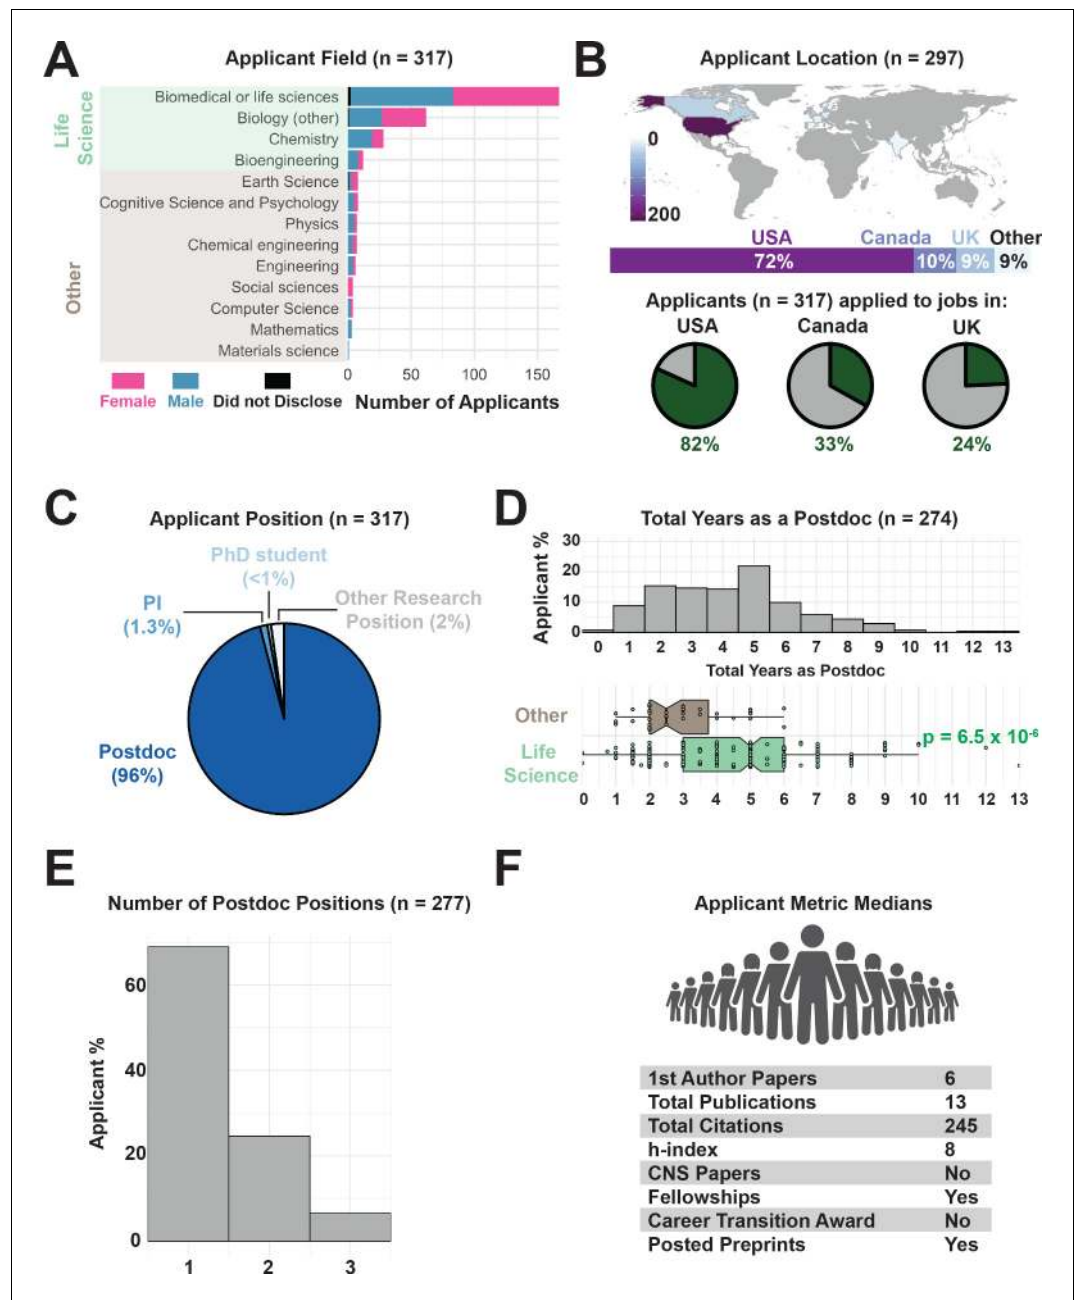 A
Applicant Field (n = 317)
Life
Science
Biomedical or life sciences
Biology (other)
Chemistry
Bioengineering
Other
Earth Science
Cognitive Science and Psychology
Physics
Chemical engineering
Engineering
Social sciences
Computer Science
Mathematics
Materials science
0 50 100 150
Female Male Did not Disclose Number of Applicants
B
Applicant Location (n = 297)
0
200
USA Canada UK Other
72% 10% 9% 9%
Applicants (n = 317) applied to jobs in:
USA Canada UK
82% 33% 24%
C
Applicant Position (n = 317)
PhD student
(<1%)
PI
(1.3%)
Other Research
Position (2%)
Postdoc
(96%)
D
Total Years as a Postdoc (n = 274)
Applicant %
30
20
10
0
0 1 2 3 4 5 6 7 8 9 10 11 12 13
Total Years as Postdoc
Other
Life
Science
p = 6.5 x 10-6
0 1 2 3 4 5 6 7 8 9 10 11 12 13
E
Number of Postdoc Positions (n = 277)
Applicant %
60
40
20
0
1 2 3
F
Applicant Metric Medians
1st Author Papers 6
Total Publications 13
Total Citations 245
h-index 8
CNS Papers No
Fellowships Yes
Career Transition Award No
Posted Preprints Yes